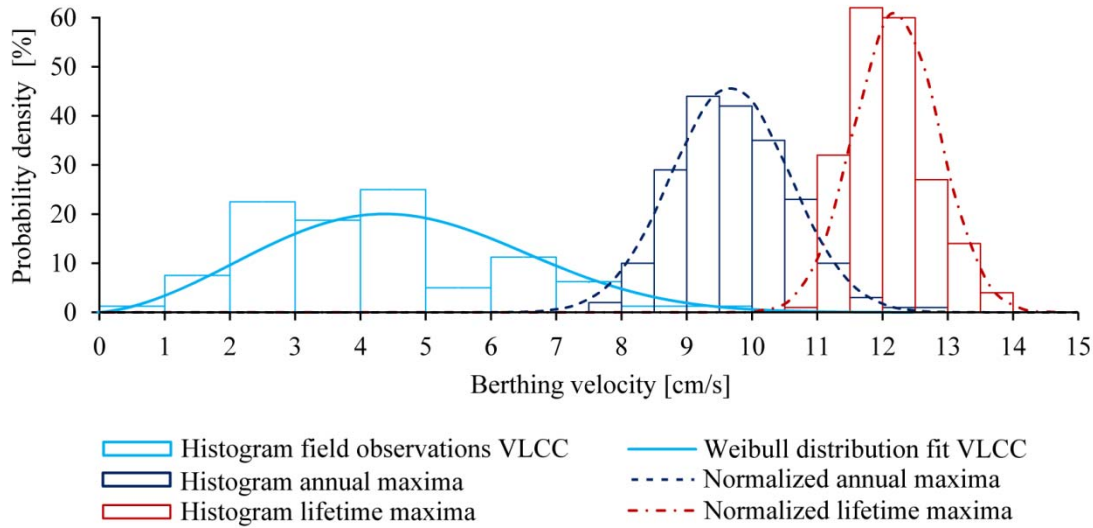 Probability density [%]
60
50
40
30
20
10
0
0 1 2 3 4 5 6 7 8 9 10 11 12 13 14 15
Berthing velocity [cm/s]
Histogram field observations VLCC
Weibull distribution fit VLCC
Histogram annual maxima
Normalized annual maxima
Histogram lifetime maxima
Normalized lifetime maxima